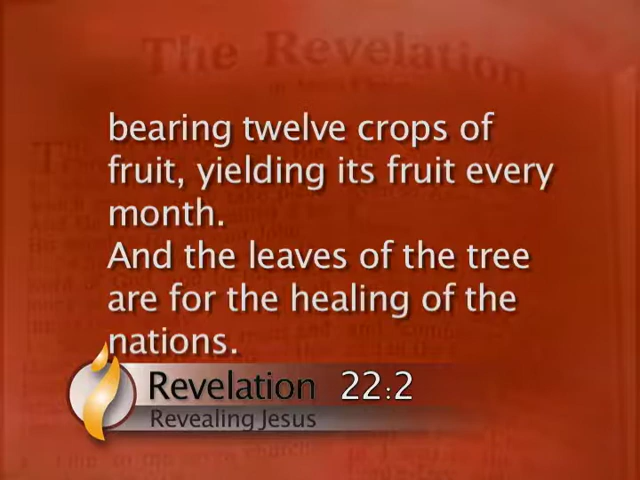 The Revelation
bearing twelve crops of
fruit, yielding its fruit every
month.
And the leaves of the tree
are for the healing of the
nations.
Revelation 22:2
Revealing Jesus